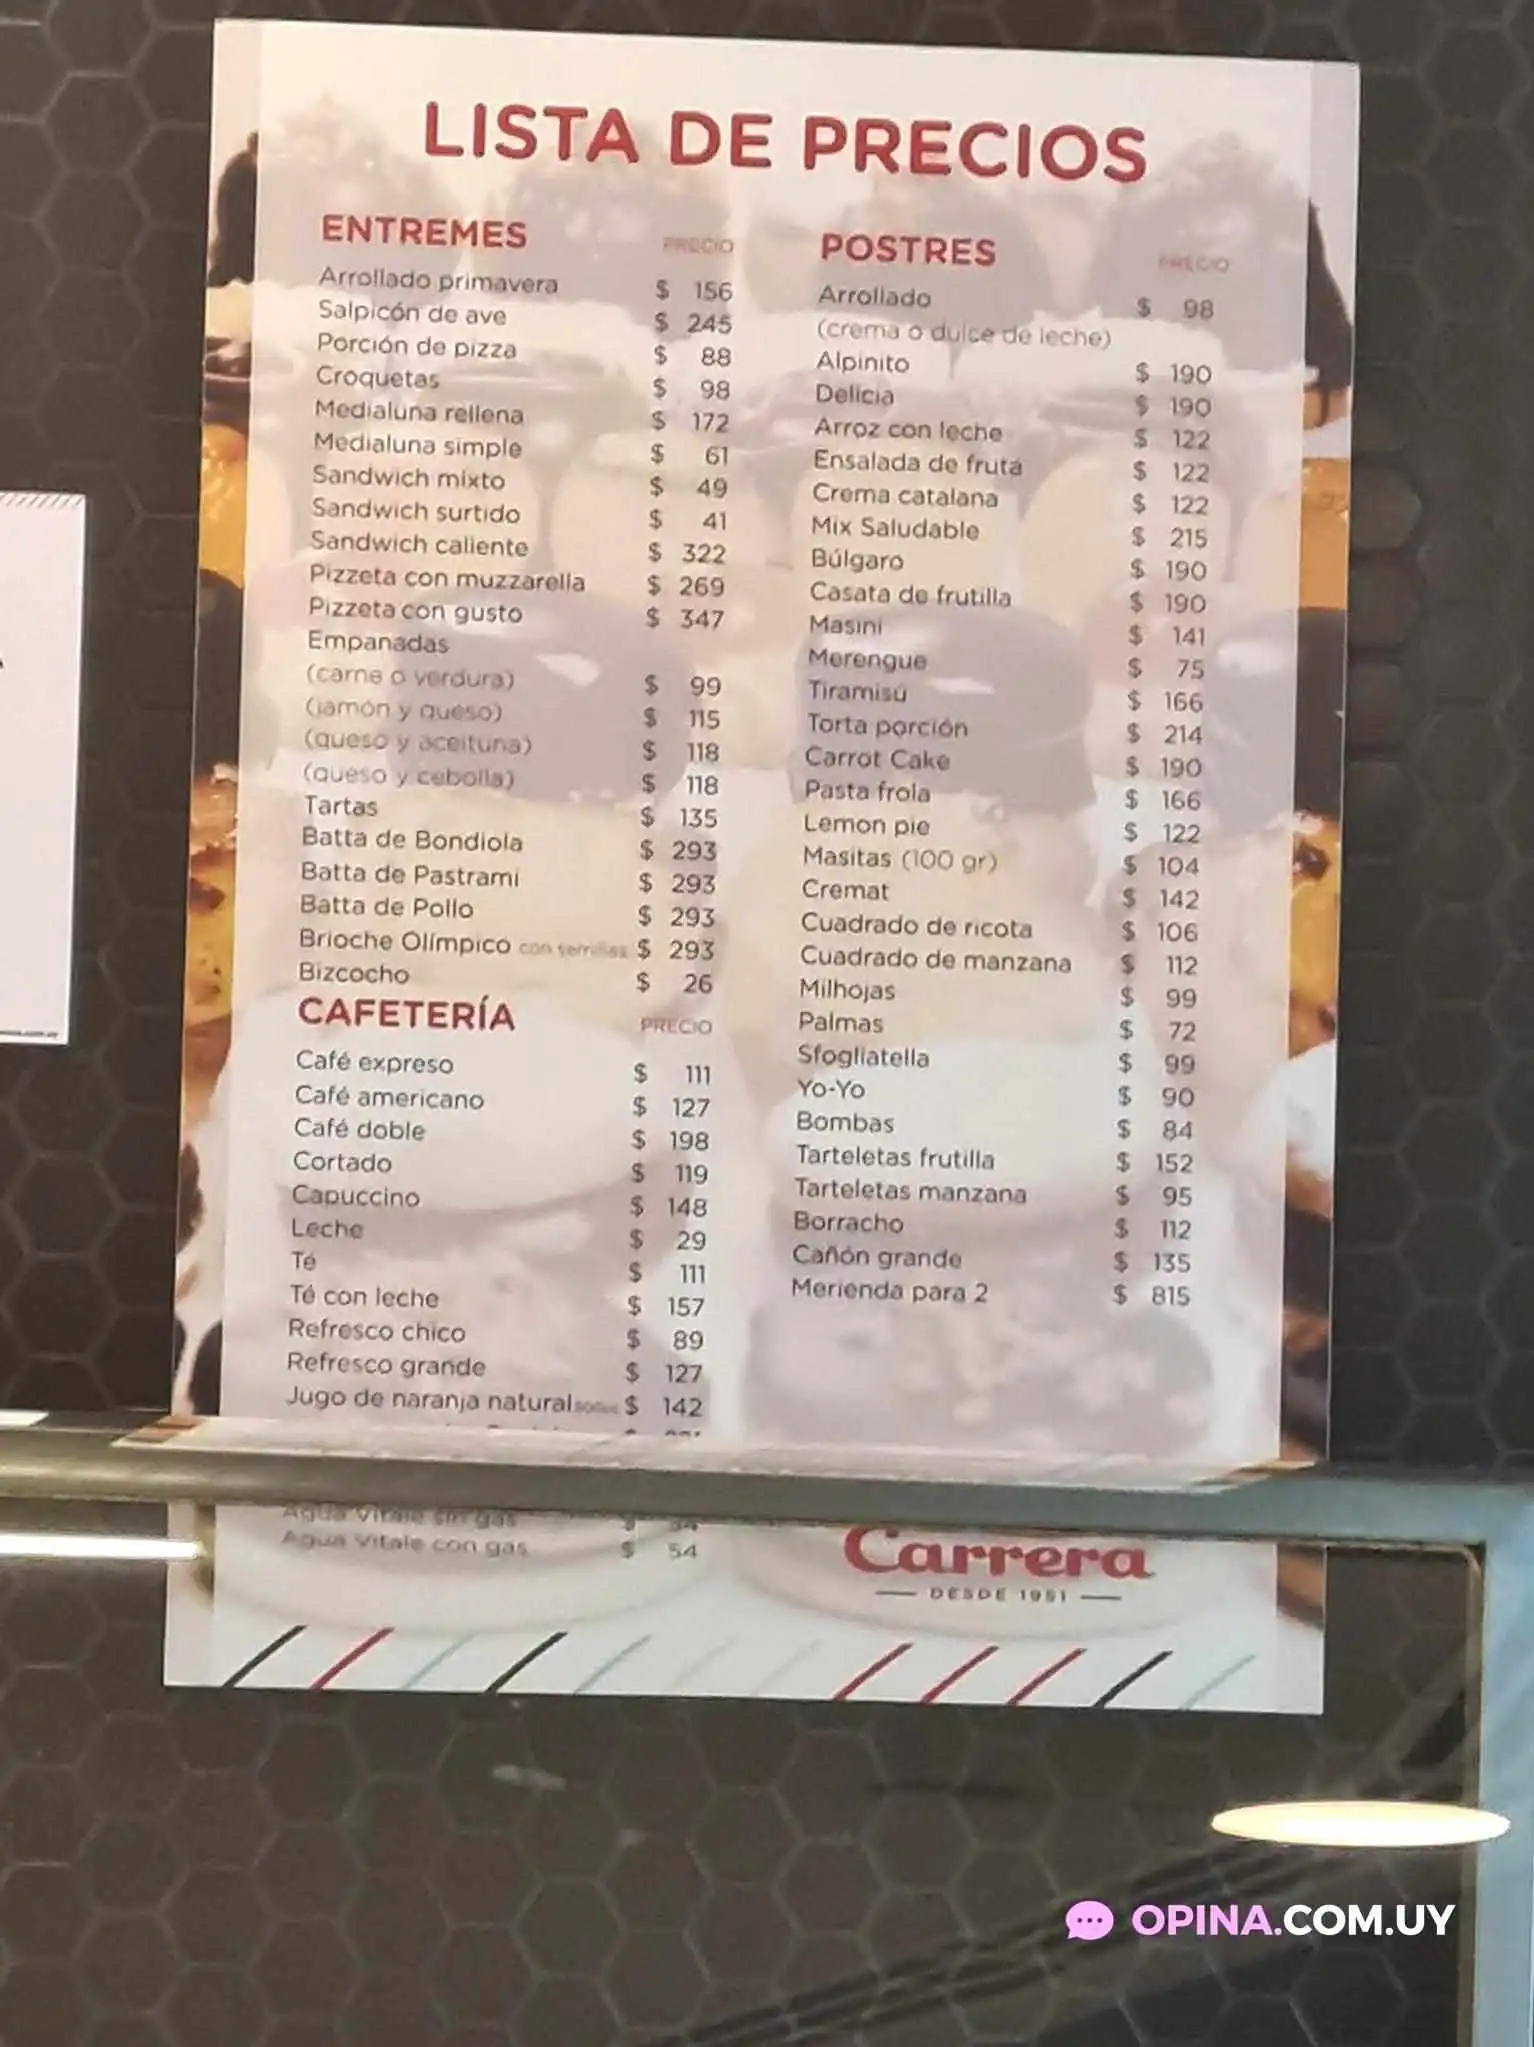 LISTA DE PRECIOS
ENTREMES PRECIO
Arrollado primavera $ 156
Salpicón de ave $ 245
Porción de pizza $ 88
Croquetas $ 98
Medialuna rellena $ 172
Medialuna simple $ 61
Sandwich mixto $ 49
Sandwich surtido $ 41
Sandwich caliente $ 322
Pizzeta con muzzarella $ 269
Pizzeta con gusto $ 347
Empanadas
(carne o verdura) $ 99
(jamón y queso) $ 115
(queso y aceituna) $ 118
(queso y cebolla) $ 118
Tartas $ 135
Batta de Bondiola $ 293
Batta de Pastrami $ 293
Batta de Pollo $ 293
Brioche Olímpico con semillas $ 293
Bizcocho $ 26
CAFETERÍA PRECIO
Café expreso $ 111
Café americano $ 127
Café doble $ 198
Cortado $ 119
Capuccino $ 148
Leche $ 29
Té $ 111
Té con leche $ 157
Refresco chico $ 89
Refresco grande $ 127
Jugo de naranja natural $ 142
Agua Vitale sin gas $ 54
Agua Vitale con gas $ 54
POSTRES PRECIO
Arrollado $ 98
(crema o dulce de leche)
Alpinito $ 190
Delicia $ 190
Arroz con leche $ 122
Ensalada de fruta $ 122
Crema catalana $ 122
Mix Saludable $ 215
Búlgaro $ 190
Casata de frutilla $ 190
Masini $ 141
Merengue $ 75
Tiramisú $ 166
Torta porción $ 214
Carrot Cake $ 190
Pasta frola $ 166
Lemon pie $ 122
Masitas (100 gr) $ 104
Cremat $ 142
Cuadrado de ricota $ 106
Cuadrado de manzana $ 112
Milhojas $ 99
Palmas $ 72
Sfogliatella $ 99
Yo-Yo $ 90
Bombas $ 84
Tarteletas frutilla $ 152
Tarteletas manzana $ 95
Borracho $ 112
Cañón grande $ 135
Merienda para 2 $ 815
Carrera
DESDE 1951
OPINA.COM.UY